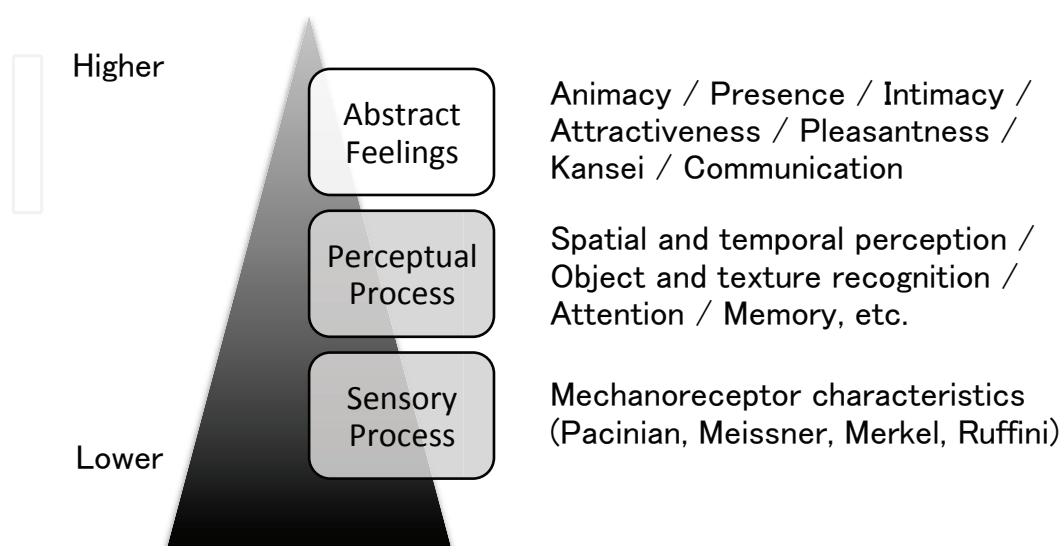 Higher
Abstract
Feelings
Animacy / Presence / Intimacy /
Attractiveness / Pleasantness /
Kansei / Communication
Perceptual
Process
Spatial and temporal perception /
Object and texture recognition /
Attention / Memory, etc.
Sensory
Process
Mechanoreceptor characteristics
(Pacinian, Meissner, Merkel, Ruffini)
Lower